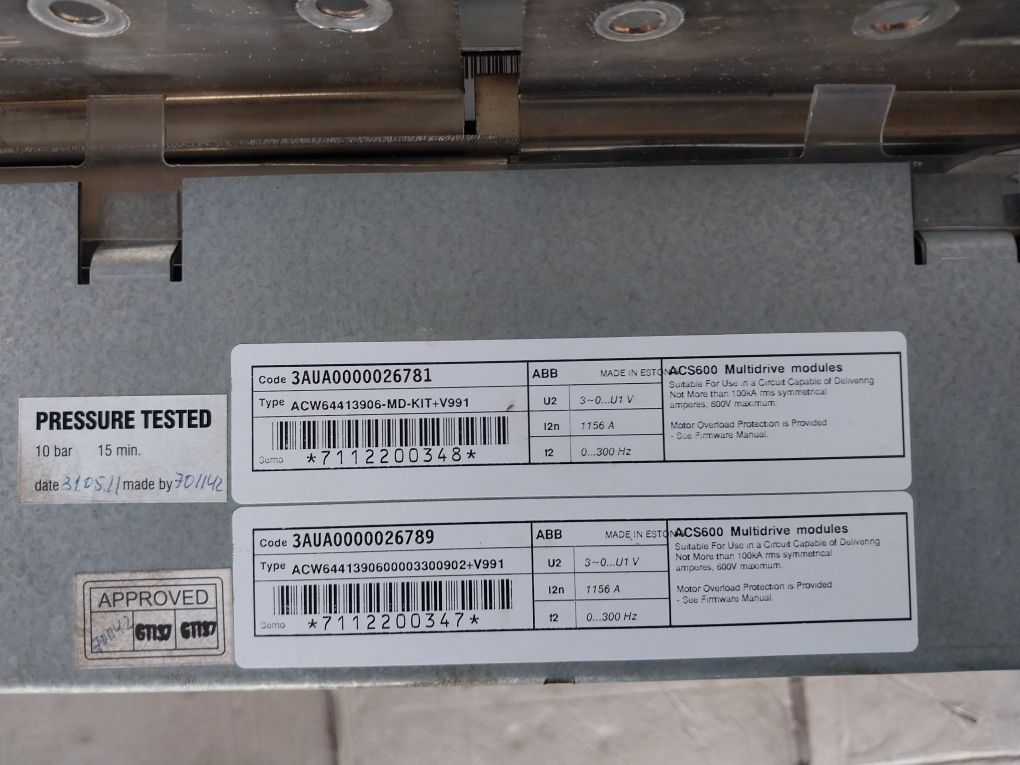 PRESSURE TESTED
10 bar 15 min.
date 31.05.11 made by 701142
APPROVED
61137 61137
Code 3AUA0000026781
Type ACW64413906-MD-KIT+V991
*7112200348*
ABB MADE IN ESTON
U2 3~0...U1 V
I2n 1156 A
f2 0...300 Hz
ACS600 Multidrive modules
Suitable For Use in a Circuit Capable of Delivering
Not More than 100kA rms symmetrical
amperes, 600V maximum.
Motor Overload Protection is Provided
- See Firmware Manual.
Code 3AUA0000026789
Type ACW6441390600003300902+V991
*7112200347*
ABB MADE IN ESTON
U2 3~0...U1 V
I2n 1156 A
f2 0...300 Hz
ACS600 Multidrive modules
Suitable For Use in a Circuit Capable of Delivering
Not More than 100kA rms symmetrical
amperes, 600V maximum.
Motor Overload Protection is Provided
- See Firmware Manual.